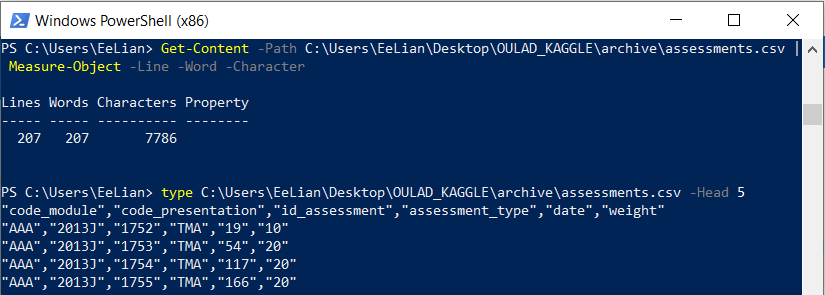 Windows PowerShell (x86)
PS C:\Users\EeLian> Get-Content -Path C:\Users\EeLian\Desktop\OULAD_KAGGLE\archive\assessments.csv |
Measure-Object -Line -Word -Character
Lines Words Characters Property
----- ----- ---------- --------
207 207 7786
PS C:\Users\EeLian> type C:\Users\EeLian\Desktop\OULAD_KAGGLE\archive\assessments.csv -Head 5
"code_module","code_presentation","id_assessment","assessment_type","date","weight"
"AAA","2013J","1752","TMA","19","10"
"AAA","2013J","1753","TMA","54","20"
"AAA","2013J","1754","TMA","117","20"
"AAA","2013J","1755","TMA","166","20"